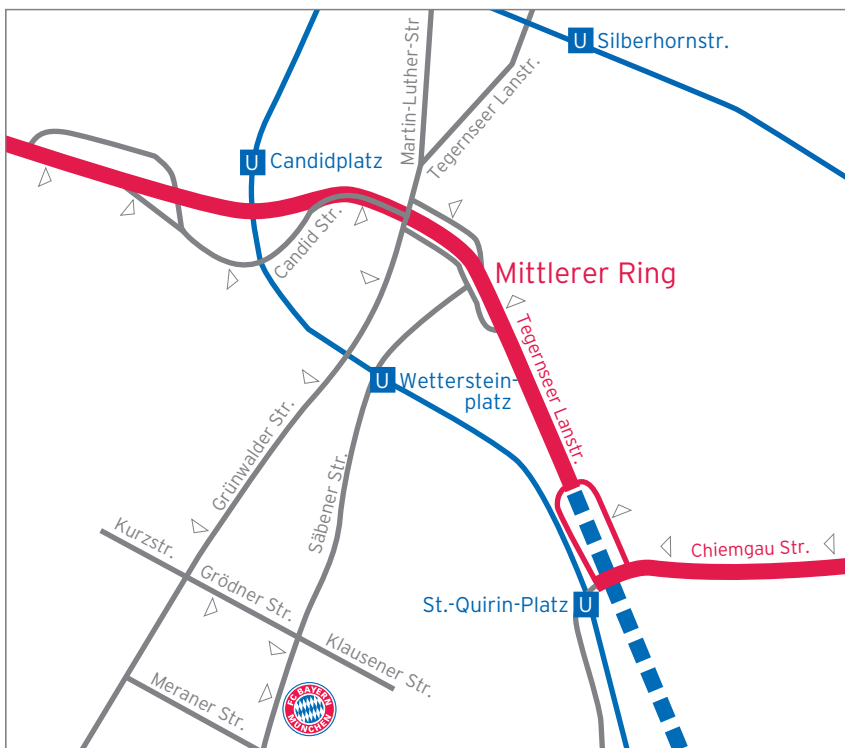 Martin-Luther-Str
U Silberhornstr.
Tegernseer Lanstr.
U Candidplatz
Candid Str.
Mittlerer Ring
Tegernseer Lanstr.
U Wetterstein-
platz
Grünwalder Str.
Säbener Str.
Kurzstr.
Chiemgau Str.
Grödner Str.
St.-Quirin-Platz U
Klausener Str.
Meraner Str.
FC BAYERN
MÜNCHEN